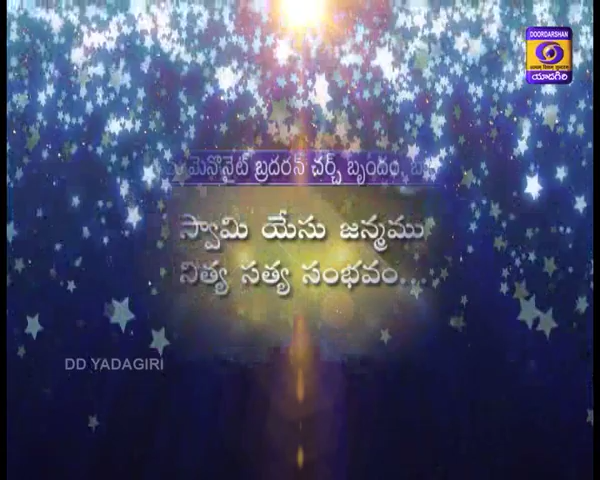 DOORDARSHAN
యాదగిరి
మెనొనైట్ బ్రదరన్ చర్చ్ బృందం,
స్వామి యేసు జన్మము
నిత్య సత్య సంభవం...
DD YADAGIRI